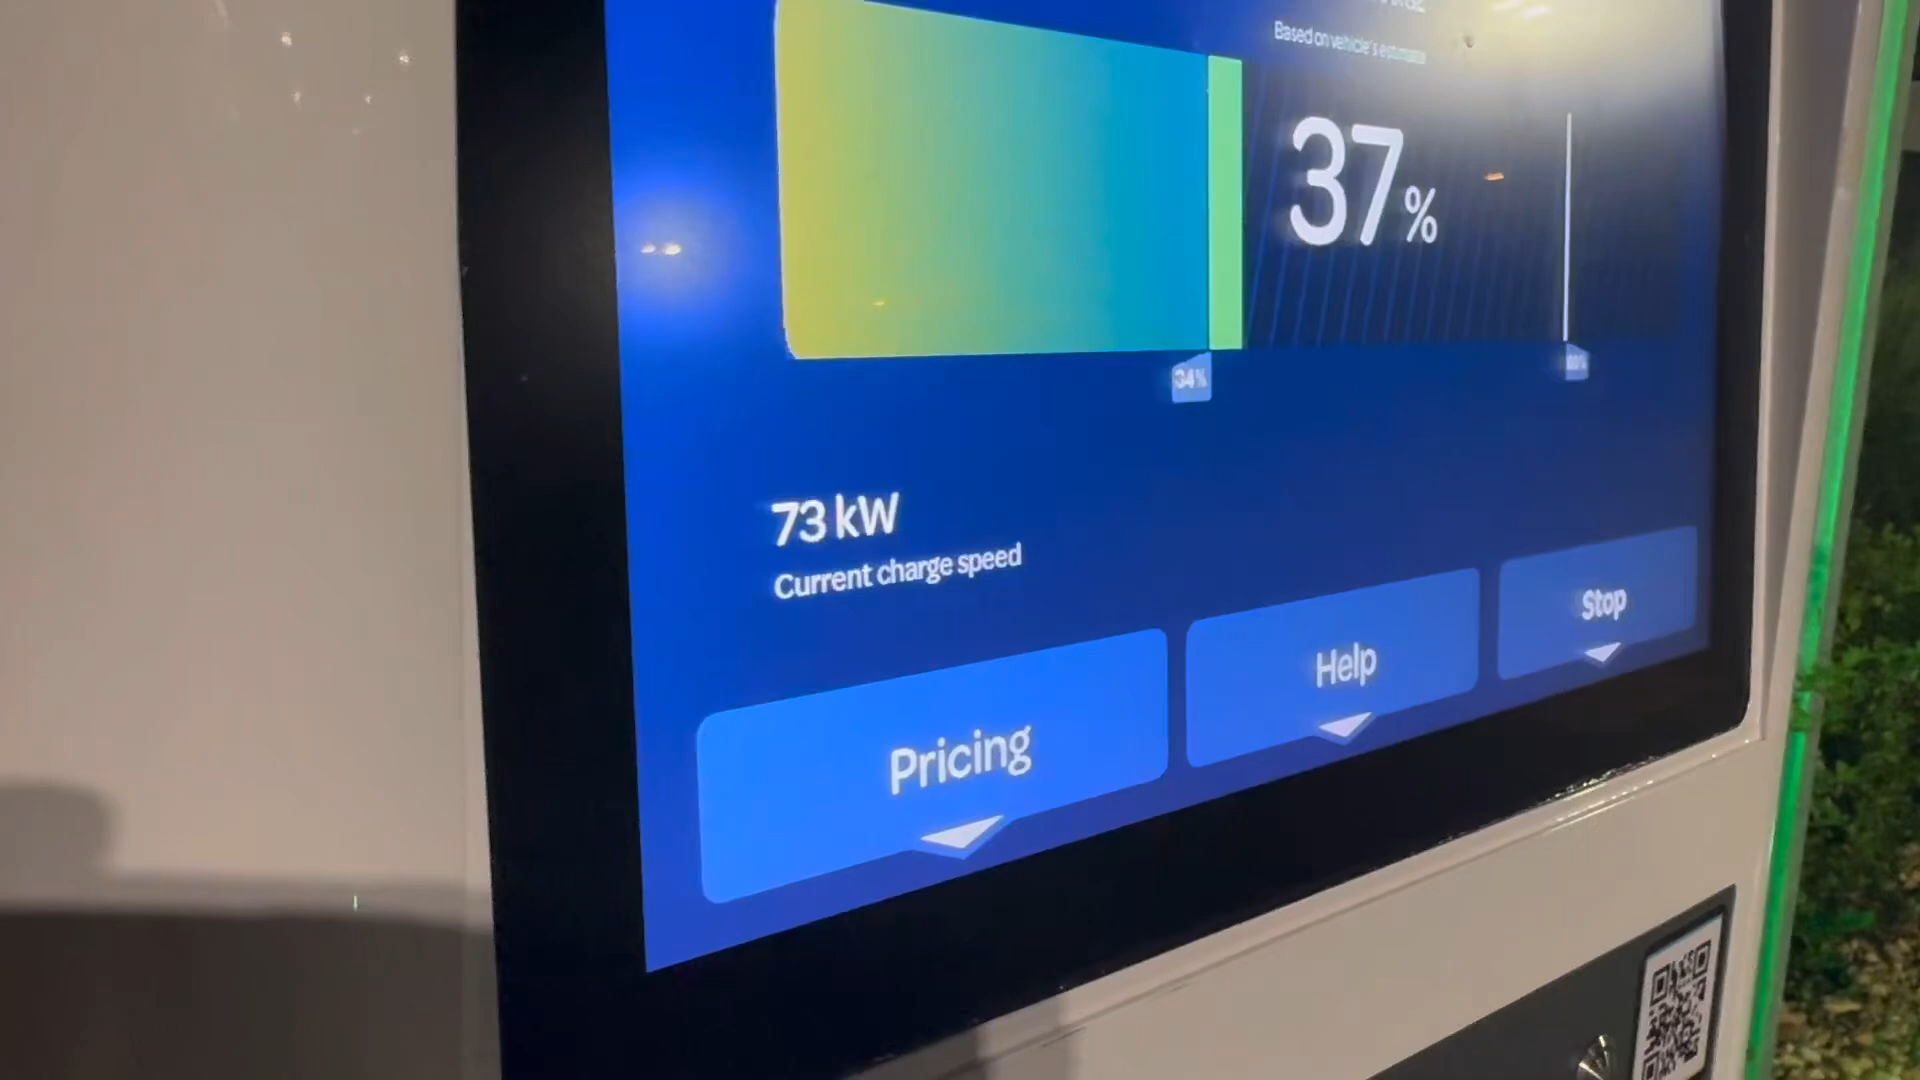 Based on vehicle's estimate
37%
34%
73 kW
Current charge speed
Pricing
Help
Stop